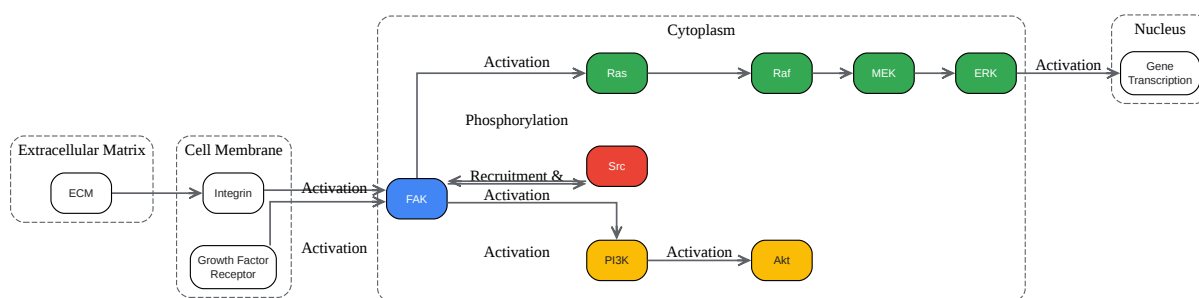 Cytoplasm
Nucleus
Activation
Ras
Raf
MEK
ERK
Activation
Gene
Transcription
Phosphorylation
Extracellular Matrix
Cell Membrane
ECM
Integrin
Activation
FAK
Recruitment &
Activation
Src
Growth Factor
Receptor
Activation
Activation
PI3K
Activation
Akt